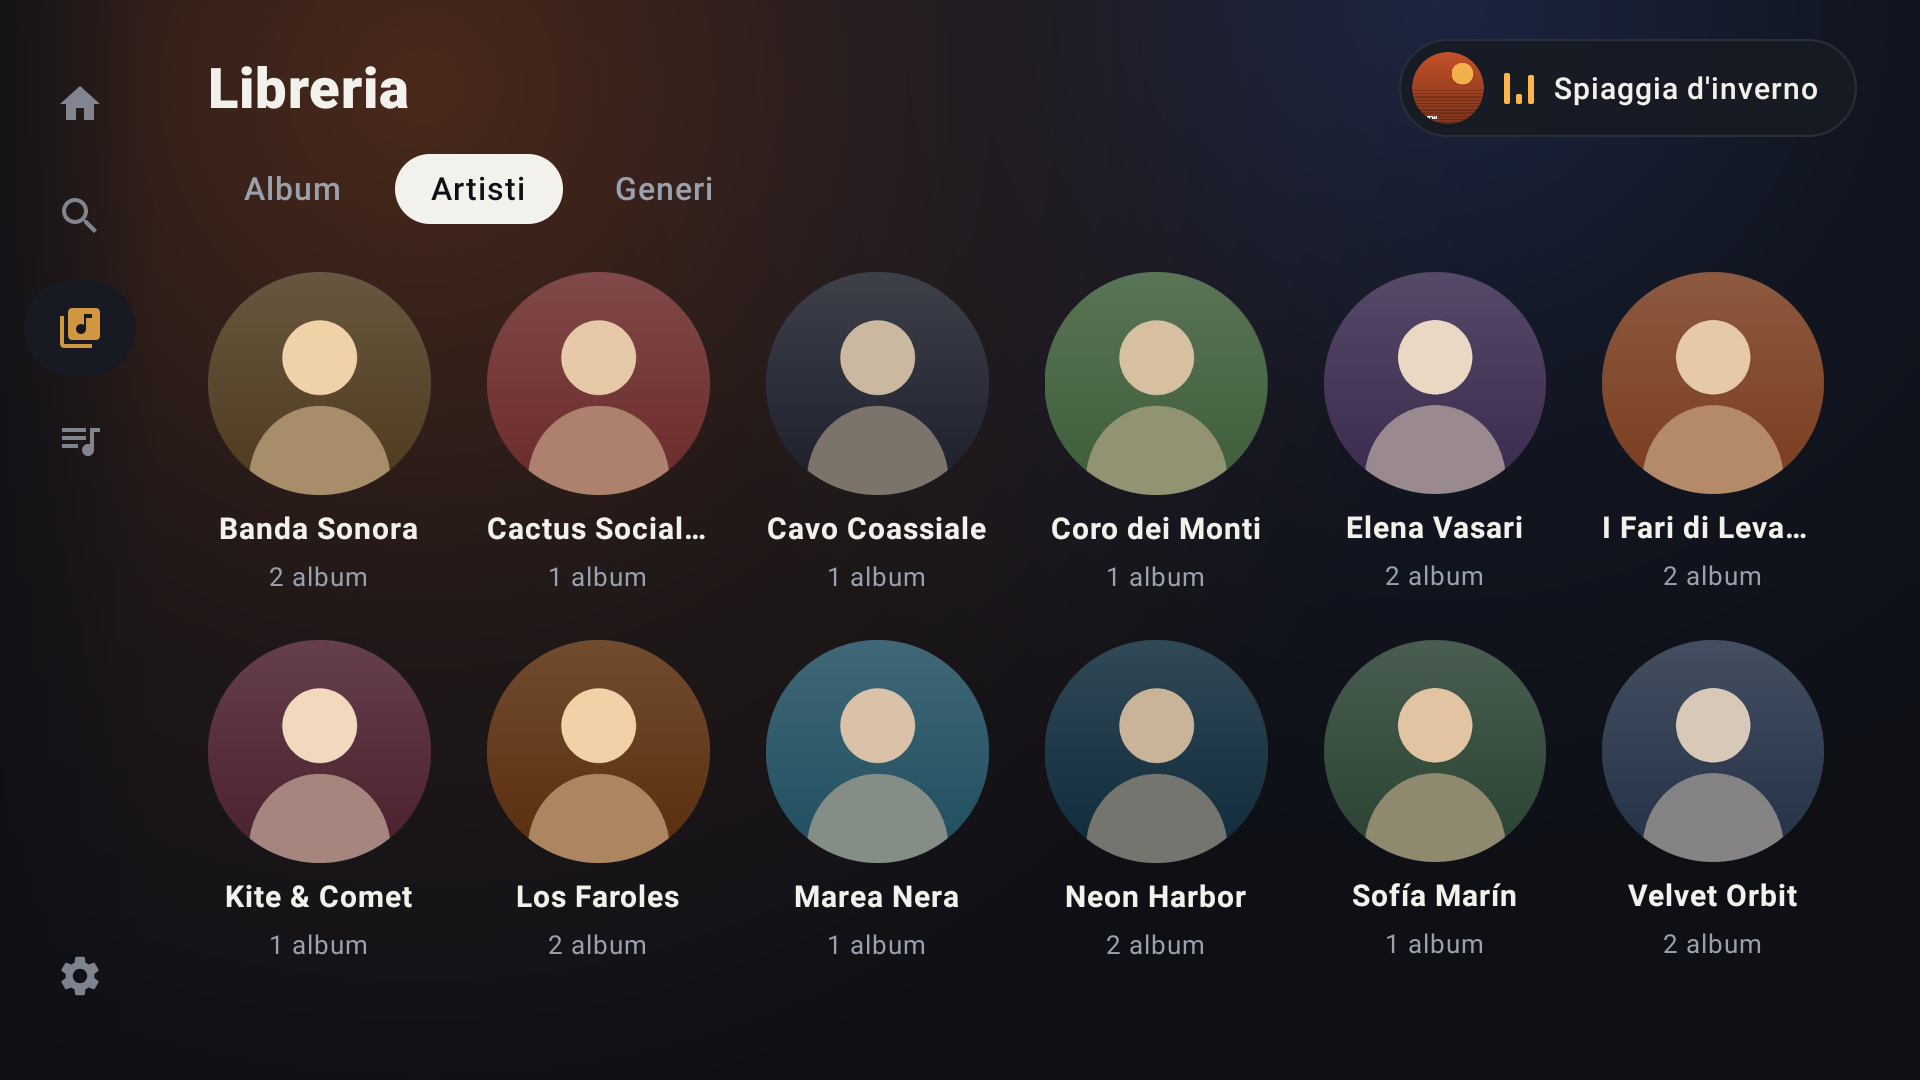 Libreria
Spiaggia d'inverno
Album
Artisti
Generi
Banda Sonora
Cactus Social…
Cavo Coassiale
Coro dei Monti
Elena Vasari
I Fari di Leva…
2 album
1 album
1 album
1 album
2 album
2 album
Kite & Comet
Los Faroles
Marea Nera
Neon Harbor
Sofía Marín
Velvet Orbit
1 album
2 album
1 album
2 album
1 album
2 album